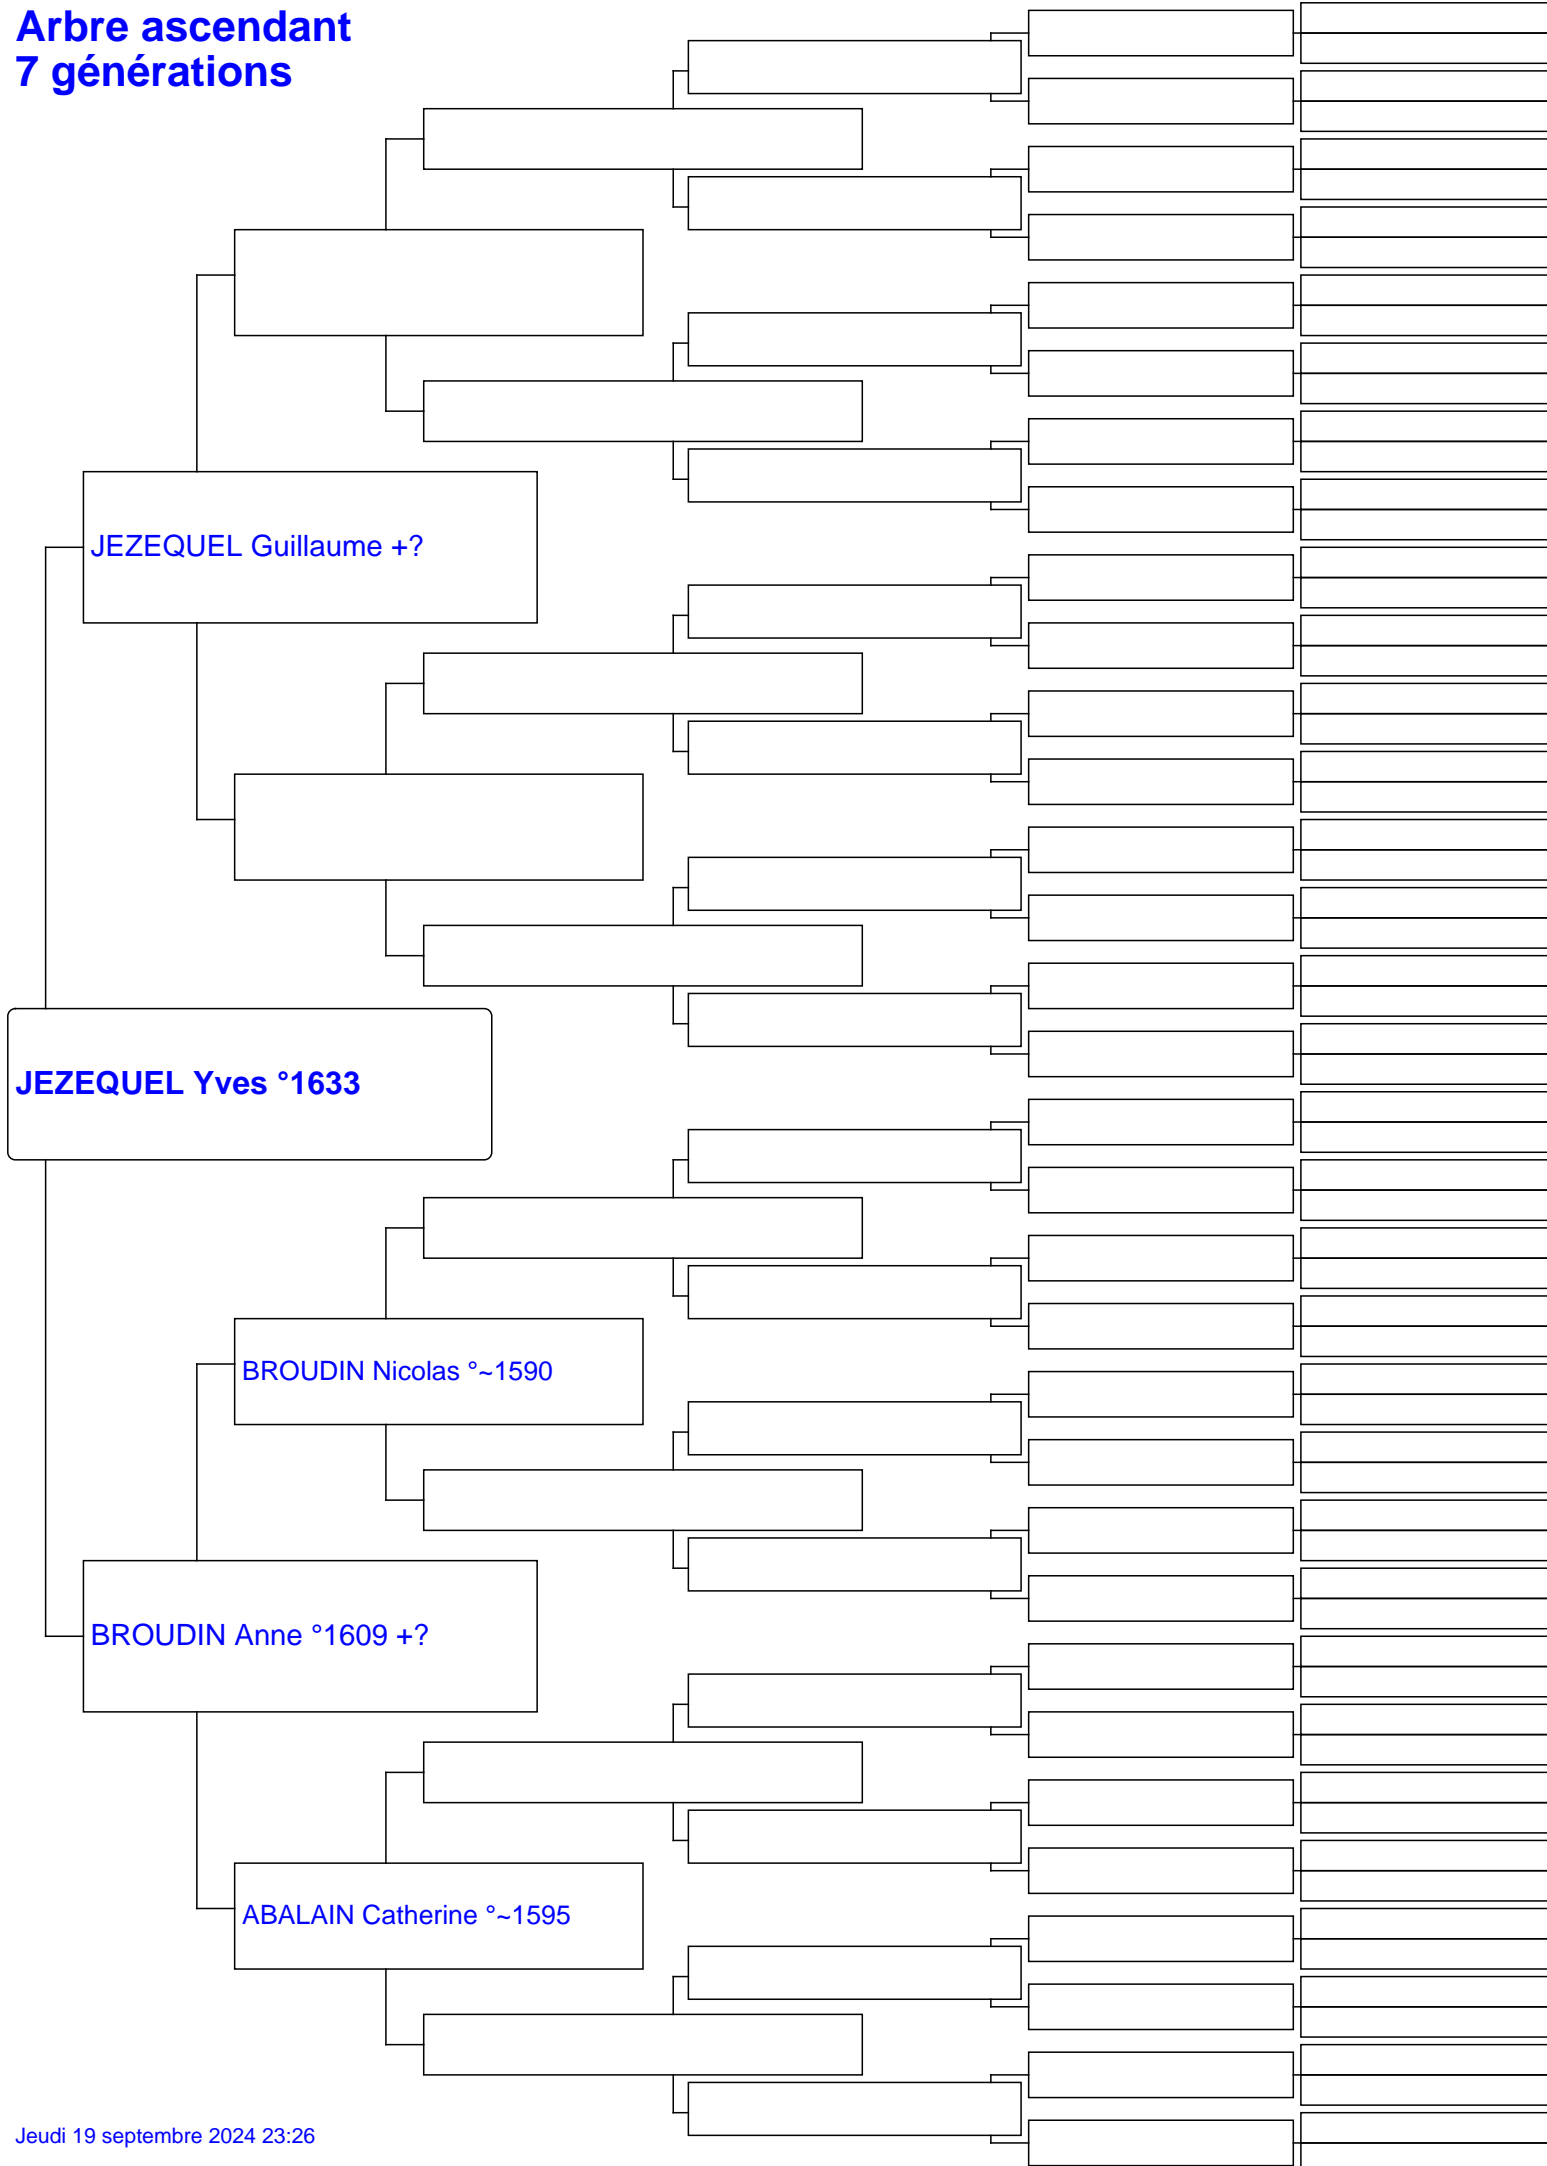 Arbre ascendant
7 générations
JEZEQUEL Guillaume +?
JEZEQUEL Yves °1633
BROUDIN Nicolas °~1590
BROUDIN Anne °1609 +?
ABALAIN Catherine °~1595
Jeudi 19 septembre 2024 23:26